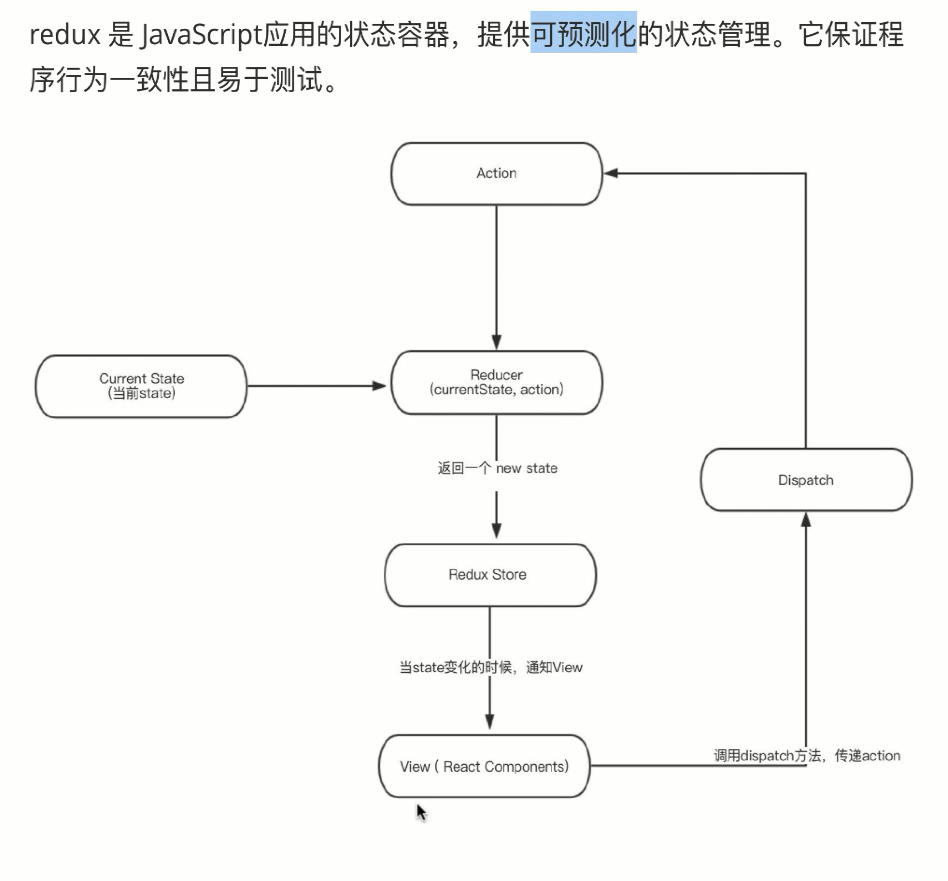 redux 是 JavaScript应用的状态容器，提供可预测化的状态管理。它保证程
序行为一致性且易于测试。
Action
Current State
(当前state)
Reducer
(currentState, action)
返回一个 new state
Dispatch
Redux Store
当state变化的时候，通知View
调用dispatch方法，传递action
View ( React Components)